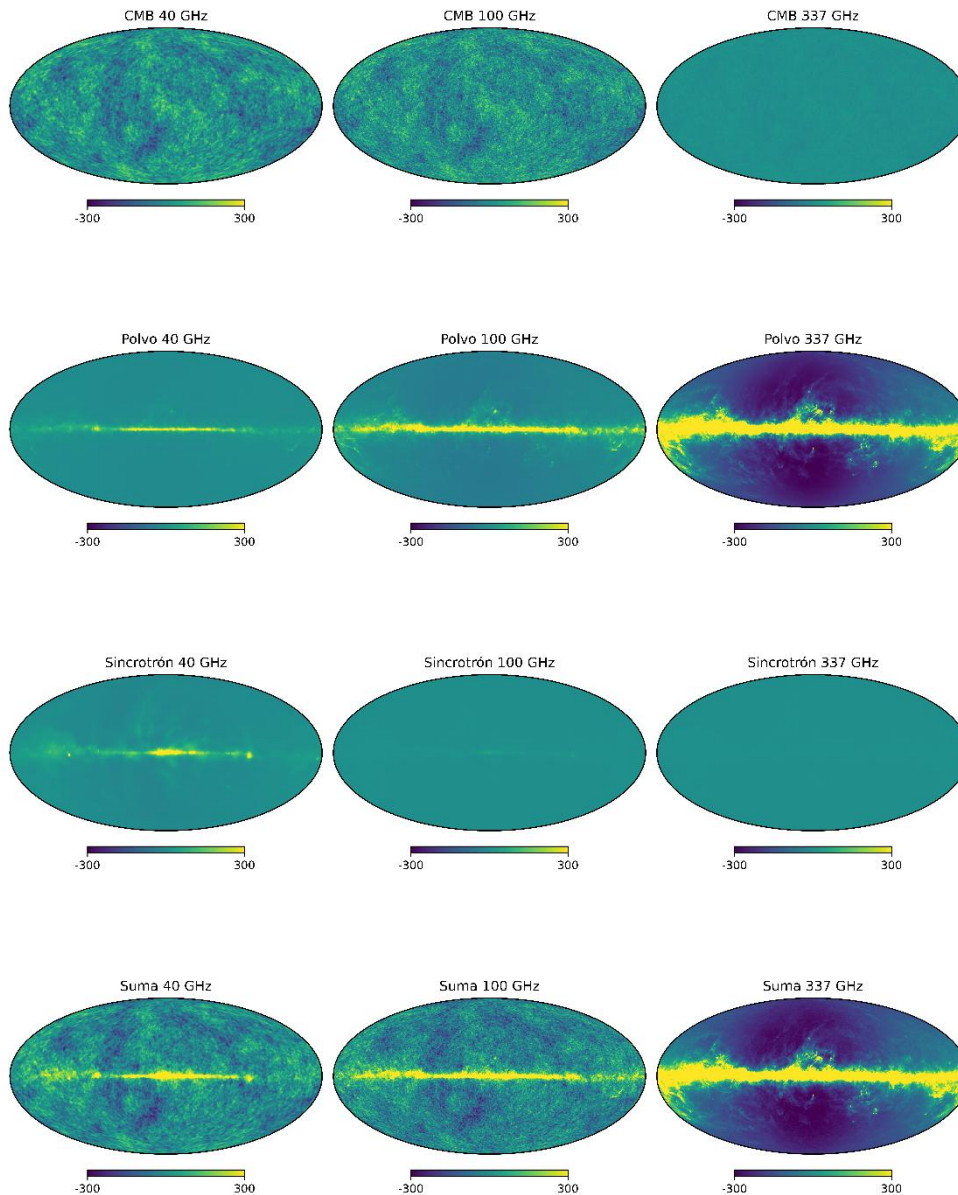 CMB 40 GHz CMB 100 GHz CMB 337 GHz
-300 300 -300 300 -300 300
Polvo 40 GHz Polvo 100 GHz Polvo 337 GHz
-300 300 -300 300 -300 300
Sincrotrón 40 GHz Sincrotrón 100 GHz Sincrotrón 337 GHz
-300 300 -300 300 -300 300
Suma 40 GHz Suma 100 GHz Suma 337 GHz
-300 300 -300 300 -300 300